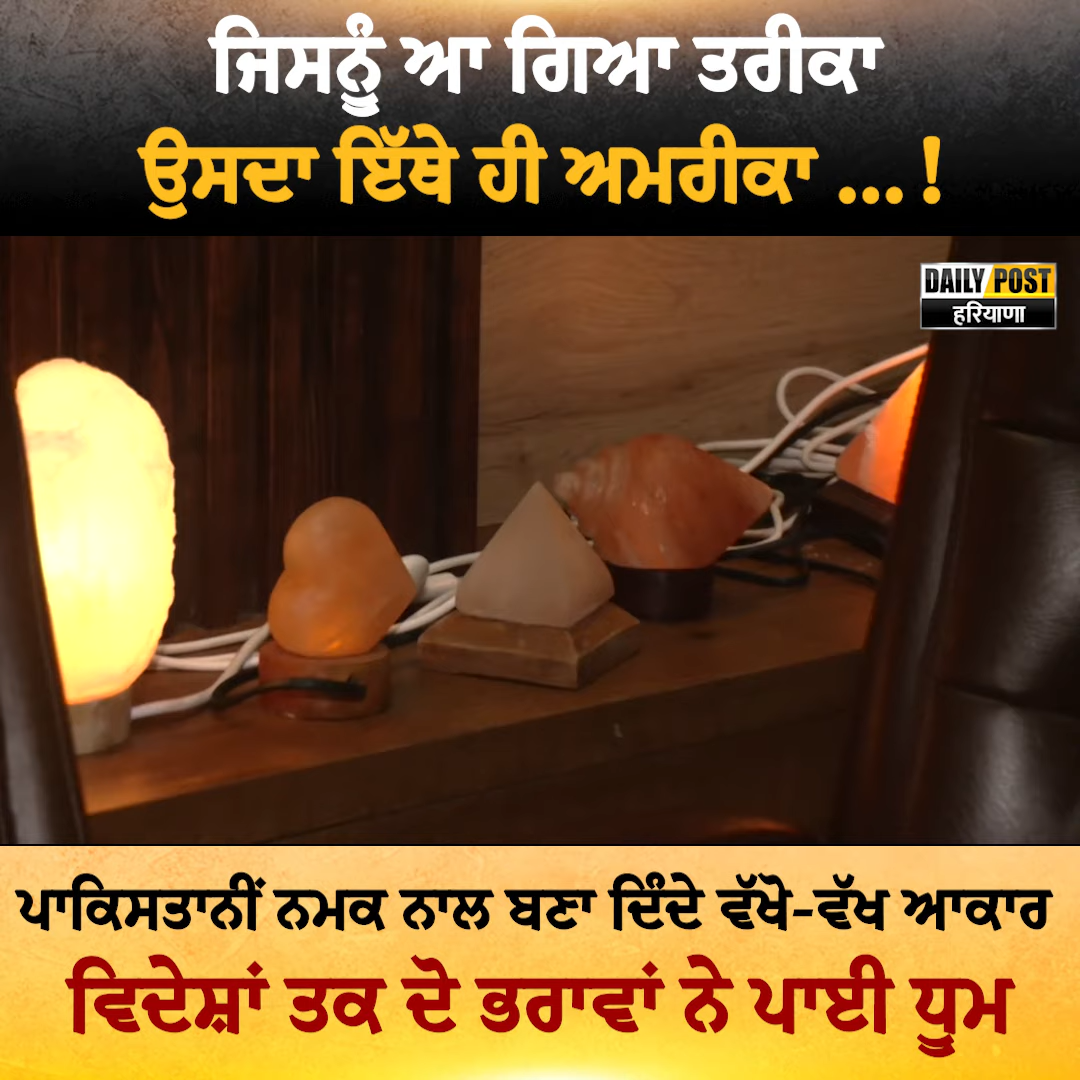 ਜਿਸਨੂੰ ਆ ਗਿਆ ਤਰੀਕਾ
ਉਸਦਾ ਇੱਥੇ ਹੀ ਅਮਰੀਕਾ ...!
DAILY POST
हरियाणा
ਪਾਕਿਸਤਾਨੀਂ ਨਮਕ ਨਾਲ ਬਣਾ ਦਿੰਦੇ ਵੱਖੋ-ਵੱਖ ਆਕਾਰ
ਵਿਦੇਸ਼ਾਂ ਤਕ ਦੋ ਭਰਾਵਾਂ ਨੇ ਪਾਈ ਧੂਮ